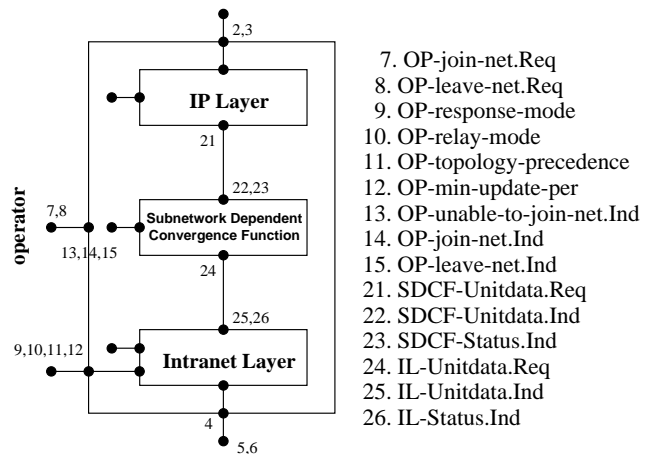 2,3
IP Layer
21
22,23
operator
7,8
Subnetwork Dependent
Convergence Function
13,14,15
24
25,26
9,10,11,12
Intranet Layer
4
5,6
7. OP-join-net.Req
8. OP-leave-net.Req
9. OP-response-mode
10. OP-relay-mode
11. OP-topology-precedence
12. OP-min-update-per
13. OP-unable-to-join-net.Ind
14. OP-join-net.Ind
15. OP-leave-net.Ind
21. SDCF-Unitdata.Req
22. SDCF-Unitdata.Ind
23. SDCF-Status.Ind
24. IL-Unitdata.Req
25. IL-Unitdata.Ind
26. IL-Status.Ind